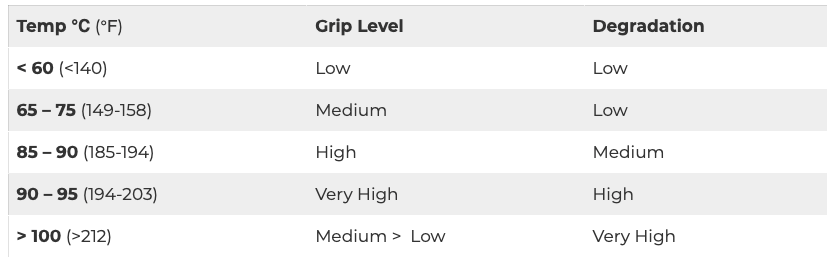 Temp °C (°F) Grip Level Degradation
< 60 (<140) Low Low
65 – 75 (149-158) Medium Low
85 – 90 (185-194) High Medium
90 – 95 (194-203) Very High High
> 100 (>212) Medium >  Low Very High